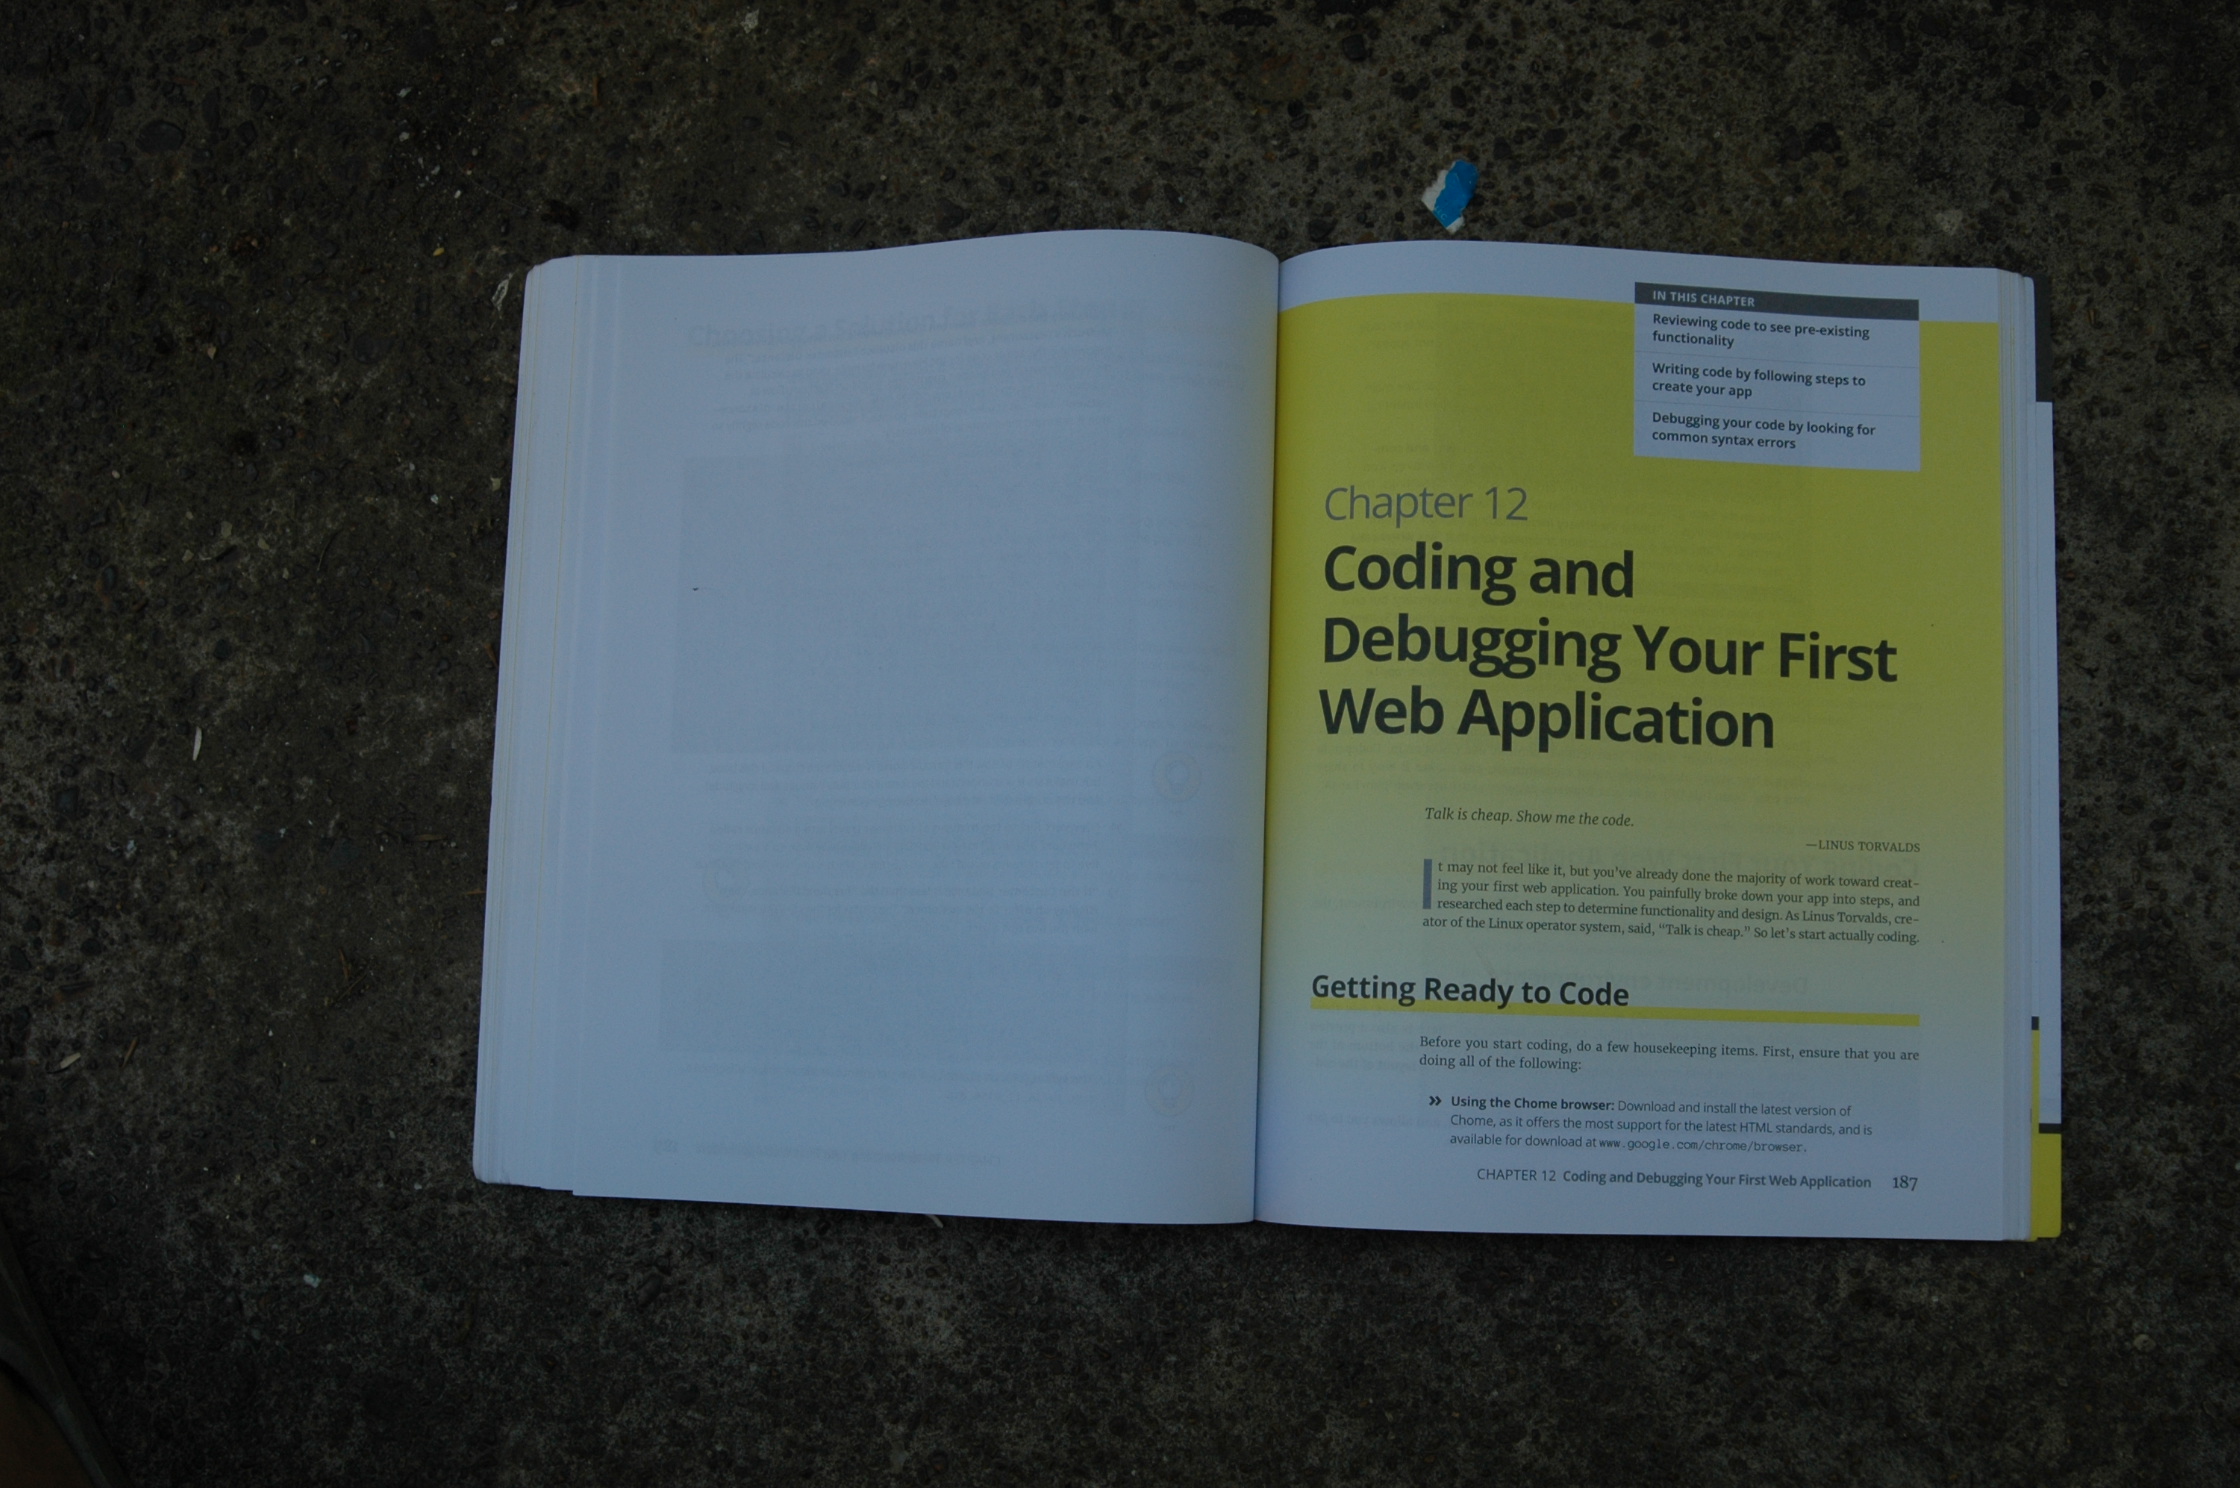 IN THIS CHAPTER
Reviewing code to see pre-existing
functionality
Writing code by following steps to
create your app
Debugging your code by looking for
common syntax errors
Chapter 12
Coding and
Debugging Your First
Web Application
Talk is cheap. Show me the code.
—LINUS TORVALDS
It may not feel like it, but you've already done the majority of work toward creat-
ing your first web application. You painfully broke down your app into steps, and
researched each step to determine functionality and design. As Linus Torvalds, cre-
ator of the Linux operator system, said, "Talk is cheap." So let's start actually coding.
Getting Ready to Code
Before you start coding, do a few housekeeping items. First, ensure that you are
doing all of the following:
» Using the Chome browser: Download and install the latest version of
Chome, as it offers the most support for the latest HTML standards, and is
available for download at www.google.com/chrome/browser.
CHAPTER 12 Coding and Debugging Your First Web Application 187